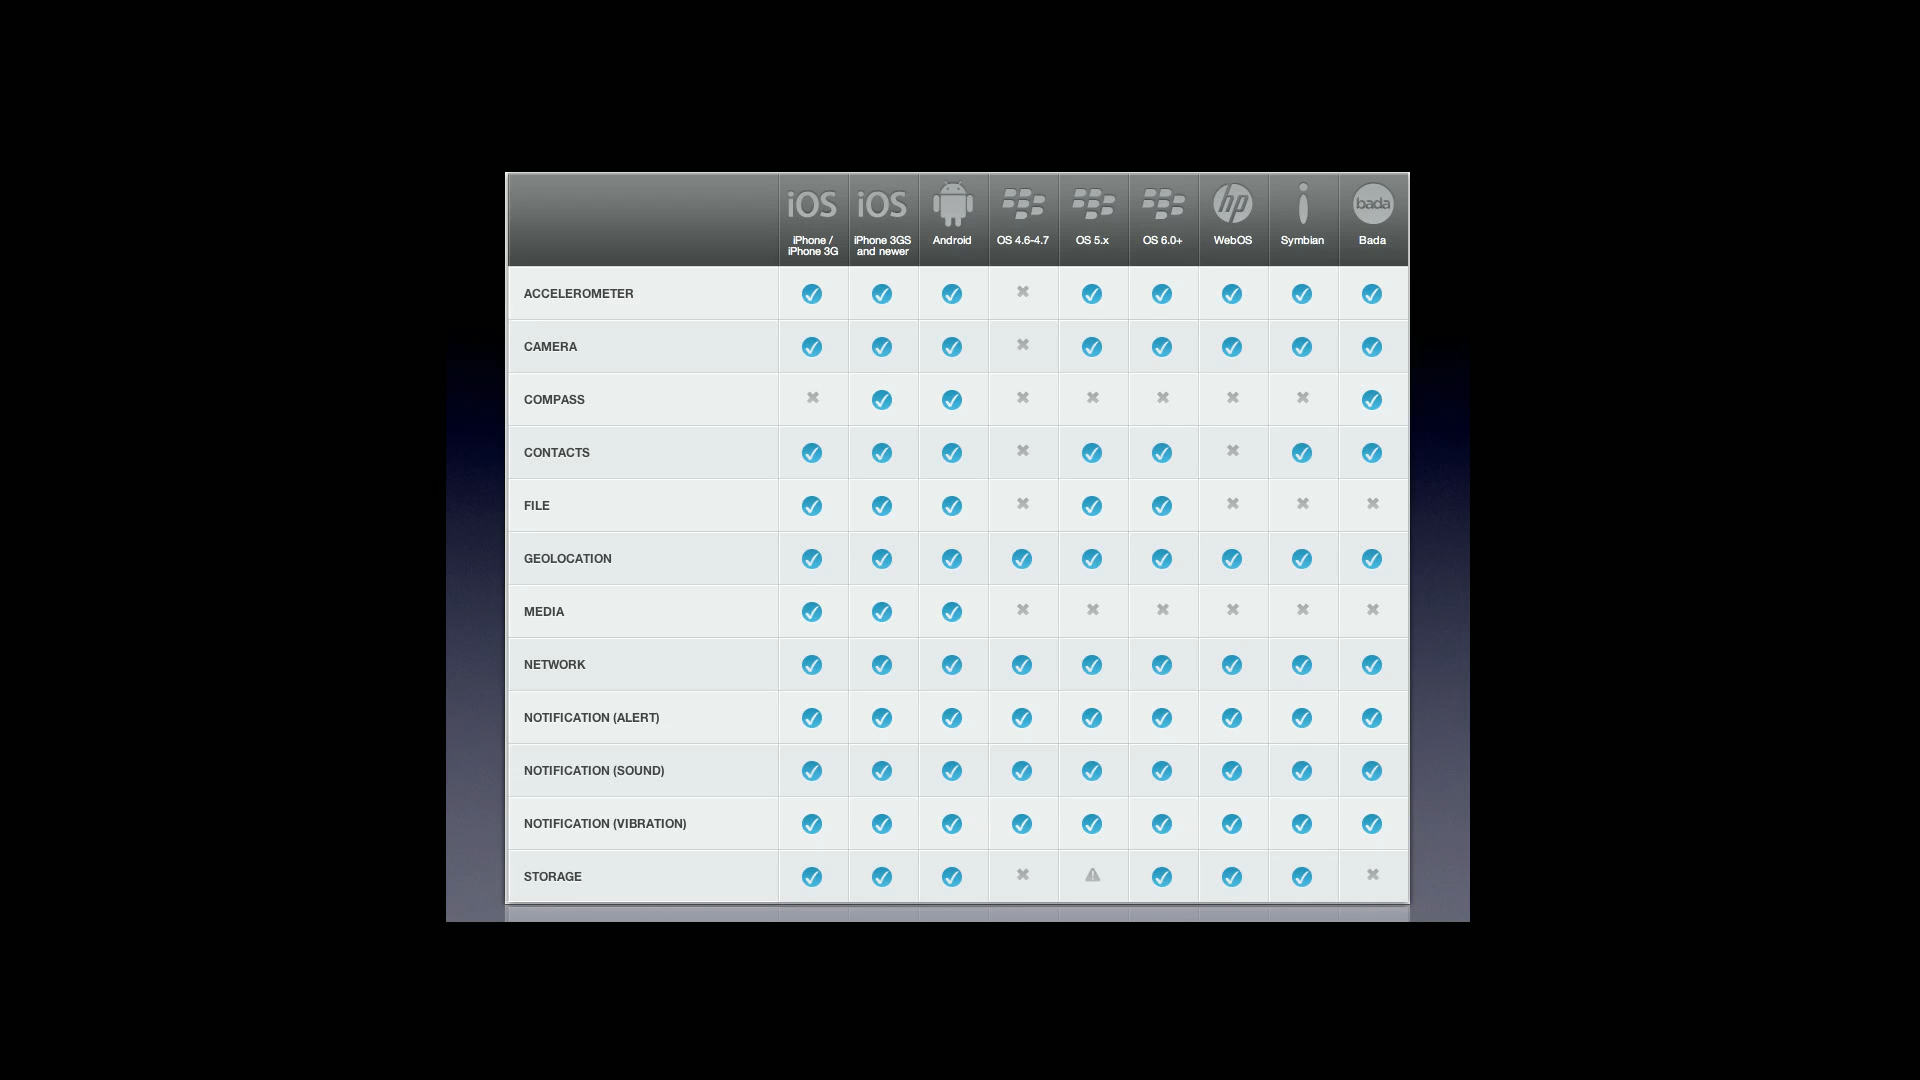 iOS iOS hp bada
iPhone / iPhone 3GS Android OS 4.6-4.7 OS 5.x OS 6.0+ WebOS Symbian Bada
iPhone 3G and newer
ACCELEROMETER
CAMERA
COMPASS
CONTACTS
FILE
GEOLOCATION
MEDIA
NETWORK
NOTIFICATION (ALERT)
NOTIFICATION (SOUND)
NOTIFICATION (VIBRATION)
STORAGE